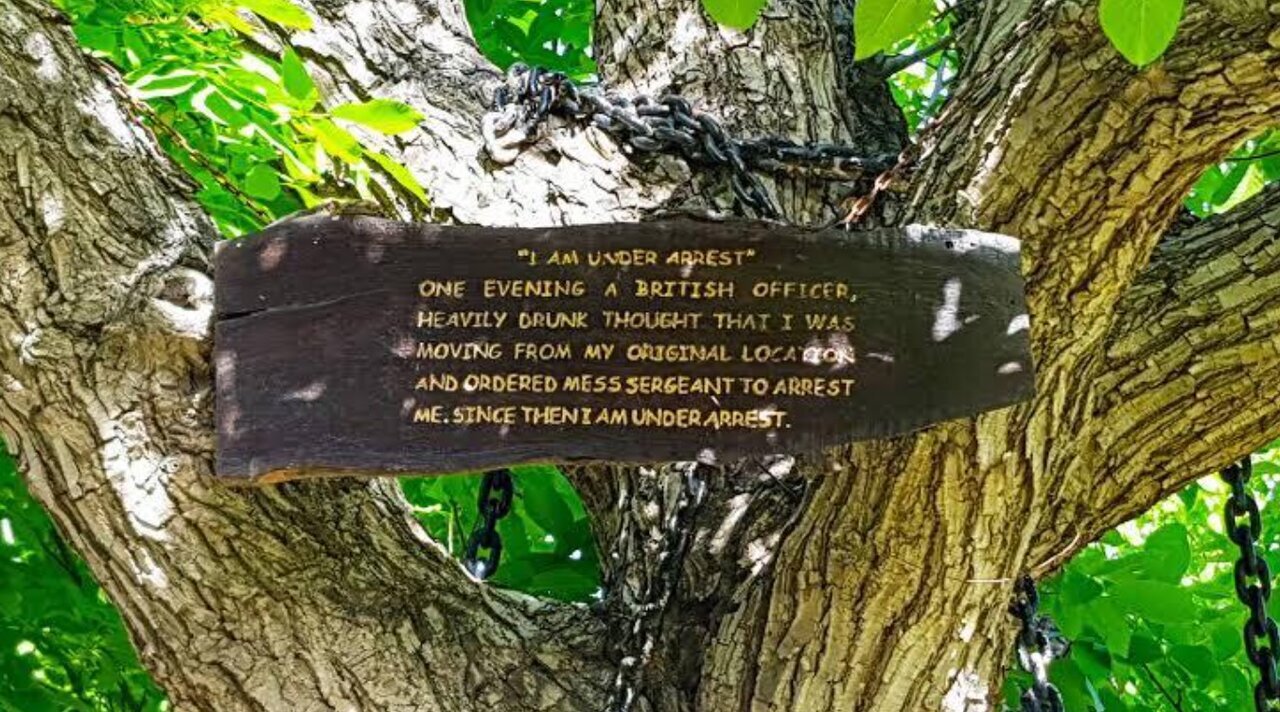 "I AM UNDER ARREST"
ONE EVENING A BRITISH OFFICER,
HEAVILY DRUNK THOUGHT THAT I WAS
MOVING FROM MY ORIGINAL LOCATION
AND ORDERED MESS SERGEANT TO ARREST
ME. SINCE THEN I AM UNDER ARREST.